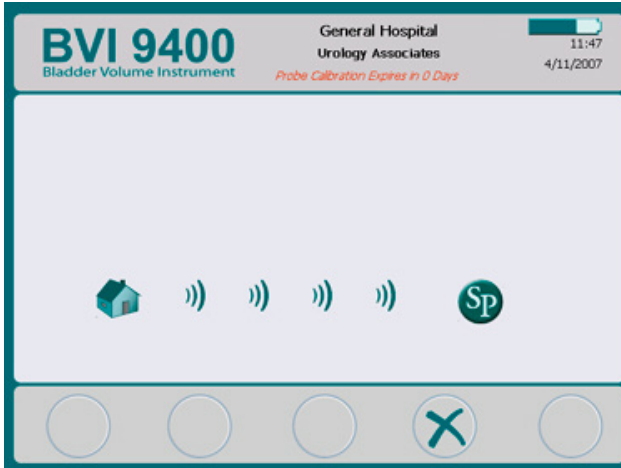 BVI 9400
Bladder Volume Instrument
General Hospital
Urology Associates
Probe Calibration Expires in 0 Days
11:47
4/11/2007
SP